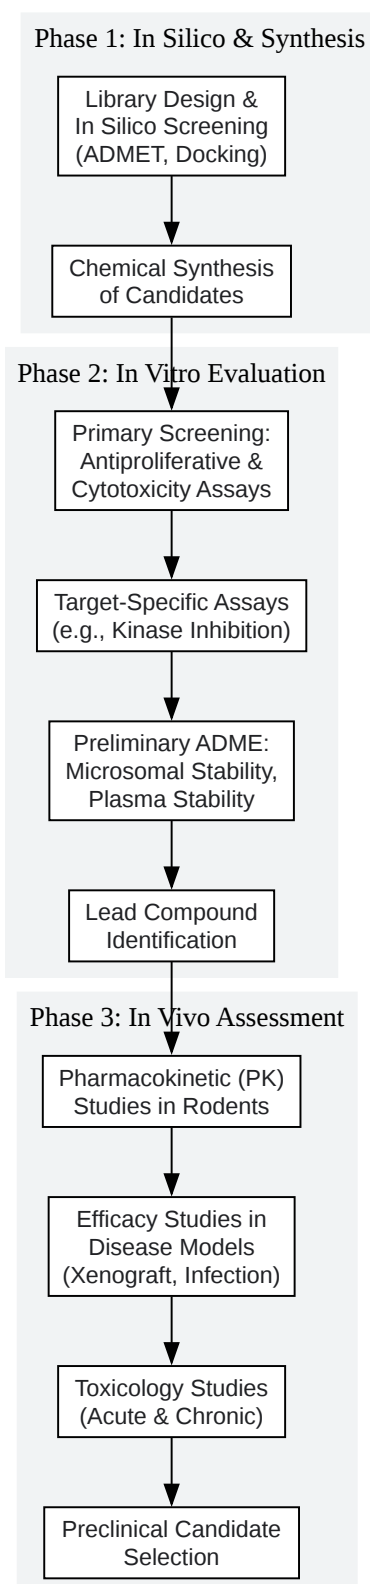 Phase 1: In Silico & Synthesis
Library Design &
In Silico Screening
(ADMET, Docking)
Chemical Synthesis
of Candidates
Phase 2: In Vitro Evaluation
Primary Screening:
Antiproliferative &
Cytotoxicity Assays
Target-Specific Assays
(e.g., Kinase Inhibition)
Preliminary ADME:
Microsomal Stability,
Plasma Stability
Lead Compound
Identification
Phase 3: In Vivo Assessment
Pharmacokinetic (PK)
Studies in Rodents
Efficacy Studies in
Disease Models
(Xenograft, Infection)
Toxicology Studies
(Acute & Chronic)
Preclinical Candidate
Selection